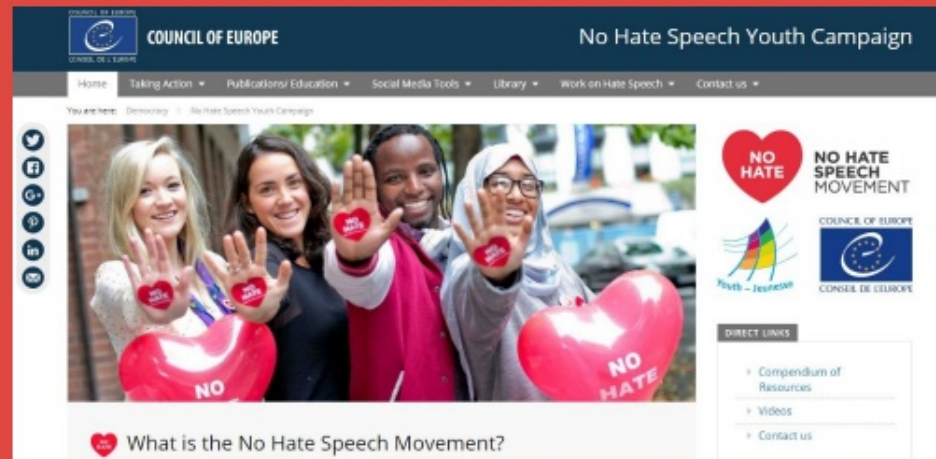 COUNCIL OF EUROPE
CONSEIL DE L'EUROPE
COUNCIL OF EUROPE
No Hate Speech Youth Campaign
Home
Taking Action
Publications/ Education
Social Media Tools
Library
Work on Hate Speech
Contact us
You are here: Democracy > No Hate Speech Youth Campaign
NO
HATE
NO
HATE
NO
HATE
NO
HATE
NO
NO
HATE
NO
HATE
NO HATE
SPEECH
MOVEMENT
Youth – Jeunesse
COUNCIL OF EUROPE
CONSEIL DE L'EUROPE
DIRECT LINKS
Compendium of
Resources
Videos
Contact us
NO
HATE
What is the No Hate Speech Movement?